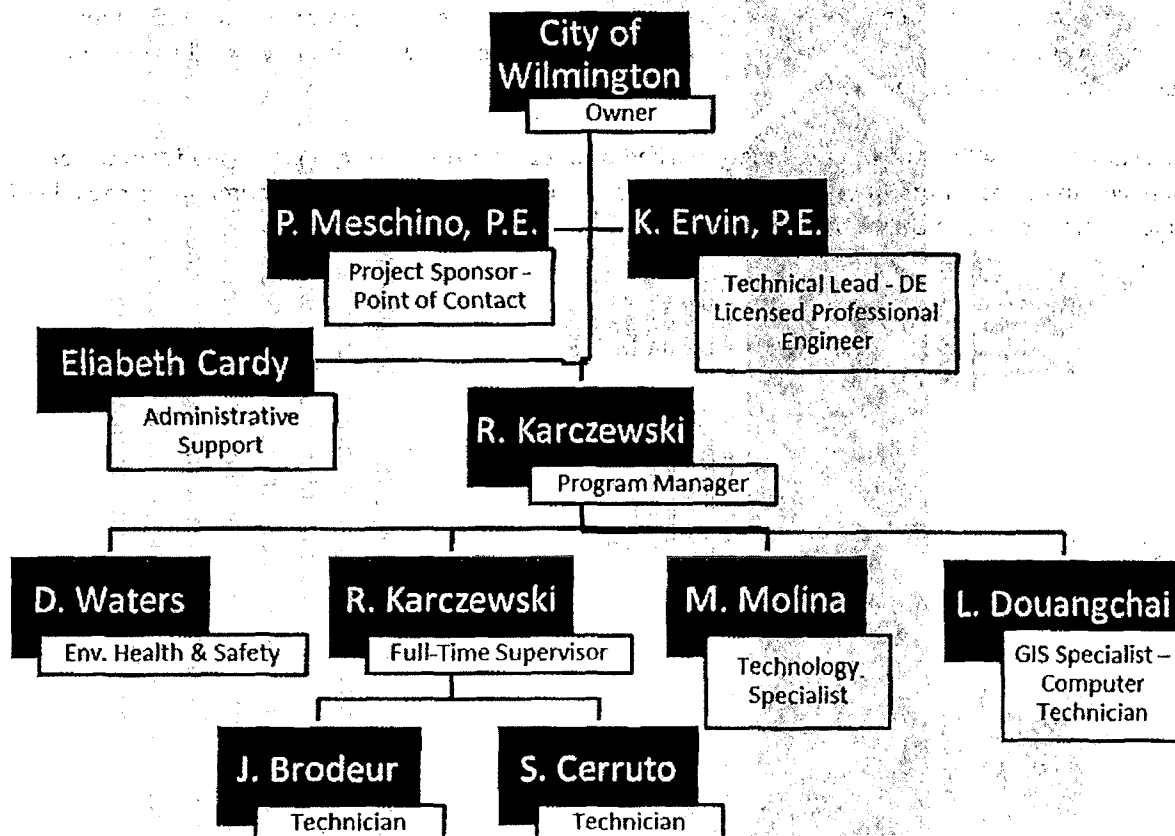 City of
Wilmington
Owner
P. Meschino, P.E.
Project Sponsor -
Point of Contact
K. Ervin, P.E.
Technical Lead - DE
Licensed Professional
Engineer
Eliabeth Cardy
Administrative
Support
R. Karczewski
Program Manager
D. Waters
Env. Health & Safety
R. Karczewski
Full-Time Supervisor
M. Molina
Technology
Specialist
L. Douangchai
GIS Specialist –
Computer
Technician
J. Brodeur
Technician
S. Cerruto
Technician